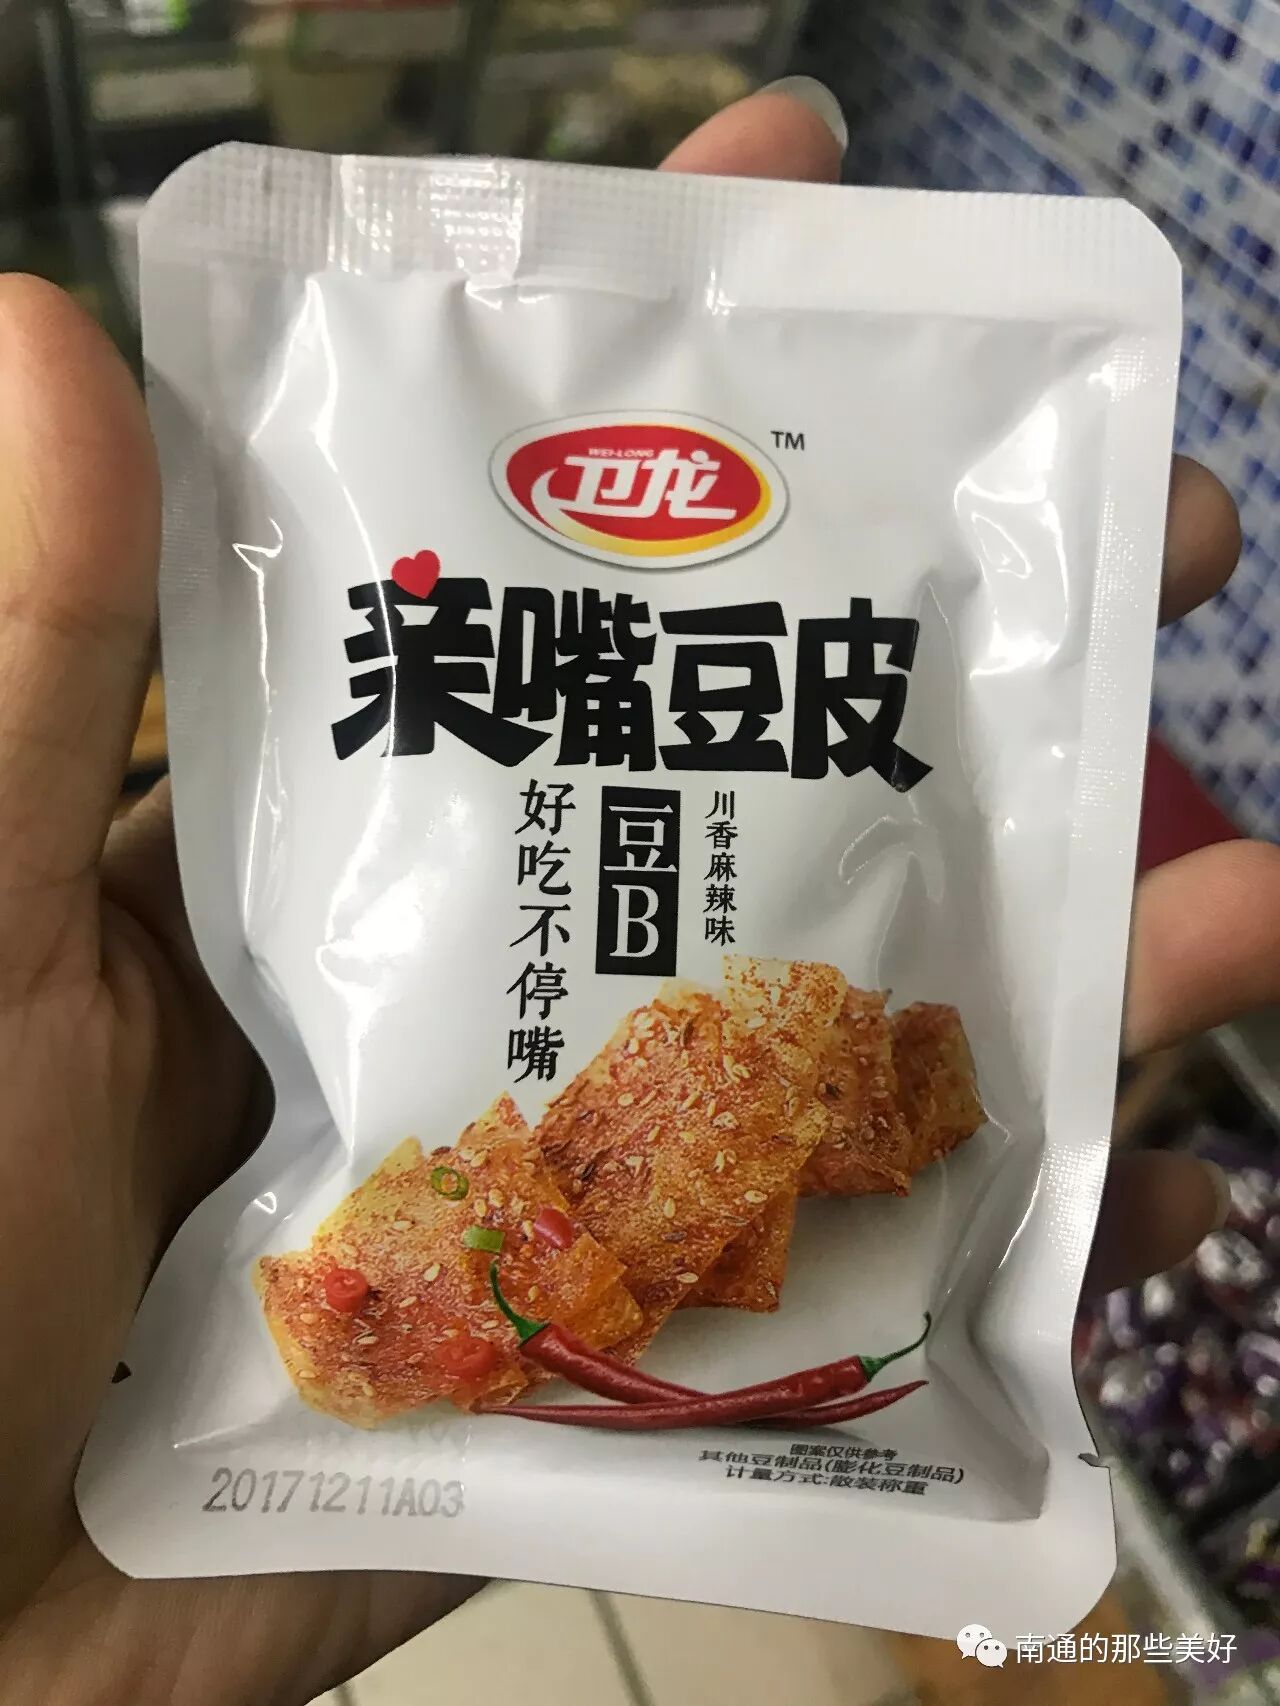 WEI-LONG
卫龙
TM
亲嘴豆皮
川香麻辣味
豆B
好吃不停嘴
图案仅供参考
其他豆制品(膨化豆制品)
计量方式:散装称重
20171211A03
南通的那些美好